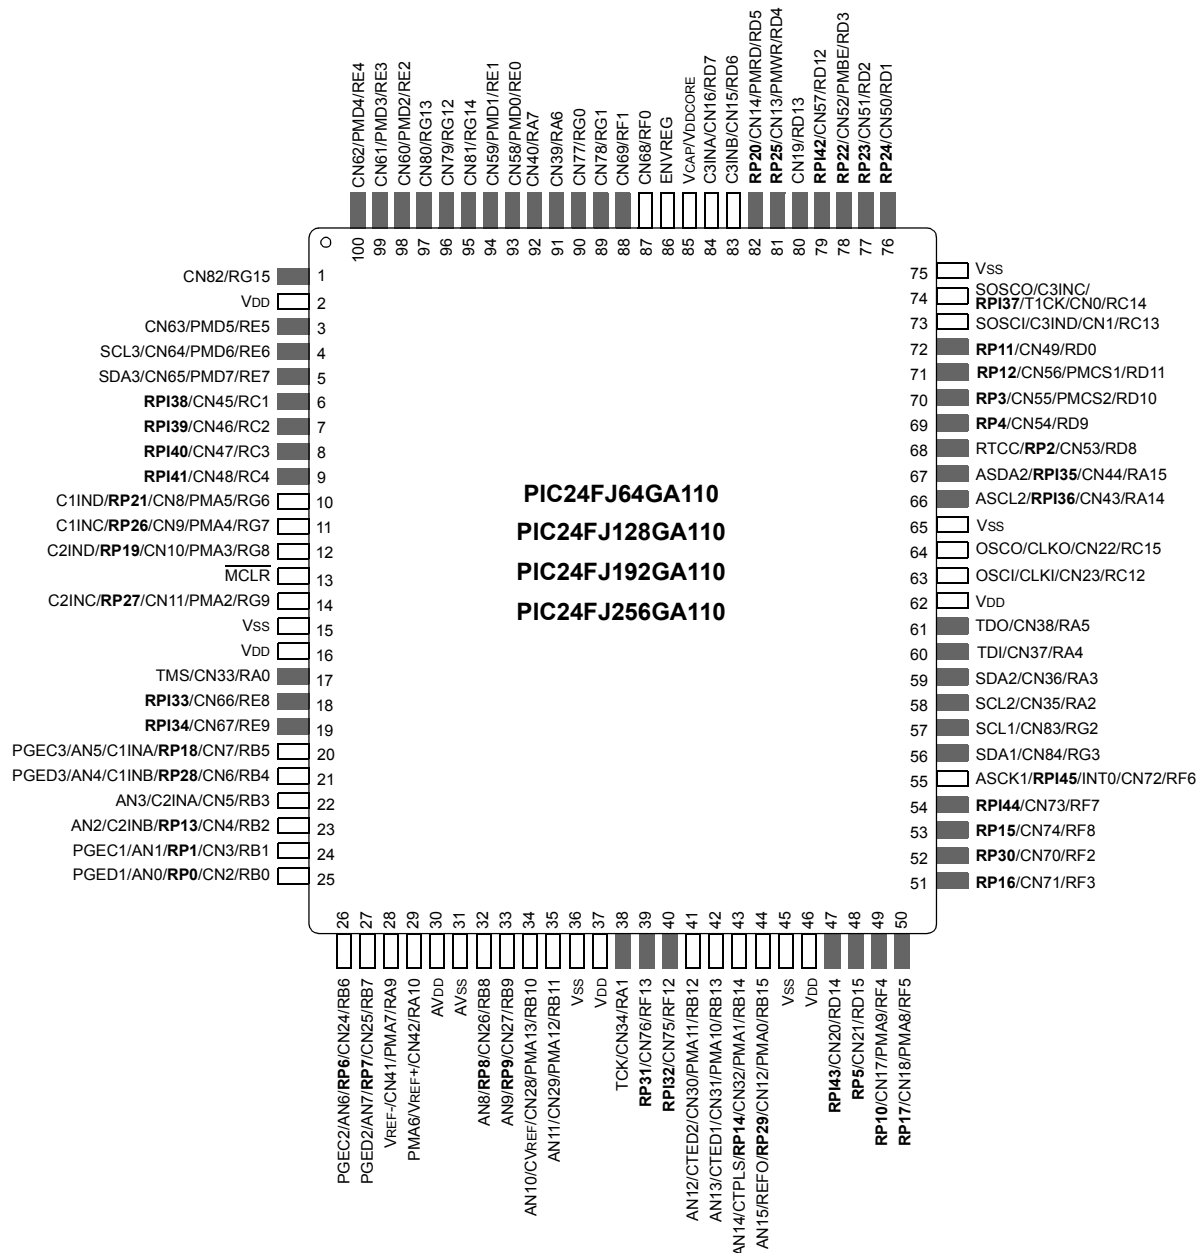 CN62/PMD4/RE4
CN61/PMD3/RE3
CN60/PMD2/RE2
CN80/RG13
CN79/RG12
CN81/RG14
CN59/PMD1/RE1
CN58/PMD0/RE0
CN40/RA7
CN39/RA6
CN77/RG0
CN78/RG1
CN69/RF1
CN68/RF0
ENVREG
VCAP/VDDCORE
C3INA/CN16/RD7
C3INB/CN15/RD6
RP20/CN14/PMRD/RD5
RP25/CN13/PMWR/RD4
CN19/RD13
RPI42/CN57/RD12
RP22/CN52/PMBE/RD3
RP23/CN51/RD2
RP24/CN50/RD1
100 99 98 97 96 95 94 93 92 91 90 89 88 87 86 85 84 83 82 81 80 79 78 77 76
CN82/RG15 1
VDD 2
CN63/PMD5/RE5 3
SCL3/CN64/PMD6/RE6 4
SDA3/CN65/PMD7/RE7 5
RPI38/CN45/RC1 6
RPI39/CN46/RC2 7
RPI40/CN47/RC3 8
RPI41/CN48/RC4 9
C1IND/RP21/CN8/PMA5/RG6 10
C1INC/RP26/CN9/PMA4/RG7 11
C2IND/RP19/CN10/PMA3/RG8 12
MCLR 13
C2INC/RP27/CN11/PMA2/RG9 14
VSS 15
VDD 16
TMS/CN33/RA0 17
RPI33/CN66/RE8 18
RPI34/CN67/RE9 19
PGEC3/AN5/C1INA/RP18/CN7/RB5 20
PGED3/AN4/C1INB/RP28/CN6/RB4 21
AN3/C2INA/CN5/RB3 22
AN2/C2INB/RP13/CN4/RB2 23
PGEC1/AN1/RP1/CN3/RB1 24
PGED1/AN0/RP0/CN2/RB0 25
PIC24FJ64GA110
PIC24FJ128GA110
PIC24FJ192GA110
PIC24FJ256GA110
75 VSS
74 SOSCO/C3INC/
RPI37/T1CK/CN0/RC14
73 SOSCI/C3IND/CN1/RC13
72 RP11/CN49/RD0
71 RP12/CN56/PMCS1/RD11
70 RP3/CN55/PMCS2/RD10
69 RP4/CN54/RD9
68 RTCC/RP2/CN53/RD8
67 ASDA2/RPI35/CN44/RA15
66 ASCL2/RPI36/CN43/RA14
65 VSS
64 OSCO/CLKO/CN22/RC15
63 OSCI/CLKI/CN23/RC12
62 VDD
61 TDO/CN38/RA5
60 TDI/CN37/RA4
59 SDA2/CN36/RA3
58 SCL2/CN35/RA2
57 SCL1/CN83/RG2
56 SDA1/CN84/RG3
55 ASCK1/RPI45/INT0/CN72/RF6
54 RPI44/CN73/RF7
53 RP15/CN74/RF8
52 RP30/CN70/RF2
51 RP16/CN71/RF3
26 27 28 29 30 31 32 33 34 35 36 37 38 39 40 41 42 43 44 45 46 47 48 49 50
PGEC2/AN6/RP6/CN24/RB6
PGED2/AN7/RP7/CN25/RB7
VREF-/CN41/PMA7/RA9
PMA6/VREF+/CN42/RA10
AVDD
AVSS
AN8/RP8/CN26/RB8
AN9/RP9/CN27/RB9
AN10/CVREF/CN28/PMA13/RB10
AN11/CN29/PMA12/RB11
VSS
VDD
TCK/CN34/RA1
RP31/CN76/RF13
RPI32/CN75/RF12
AN12/CTED2/CN30/PMA11/RB12
AN13/CTED1/CN31/PMA10/RB13
AN14/CTPLS/RP14/CN32/PMA1/RB14
AN15/REFO/RP29/CN12/PMA0/RB15
VSS
VDD
RPI43/CN20/RD14
RP5/CN21/RD15
RP10/CN17/PMA9/RF4
RP17/CN18/PMA8/RF5